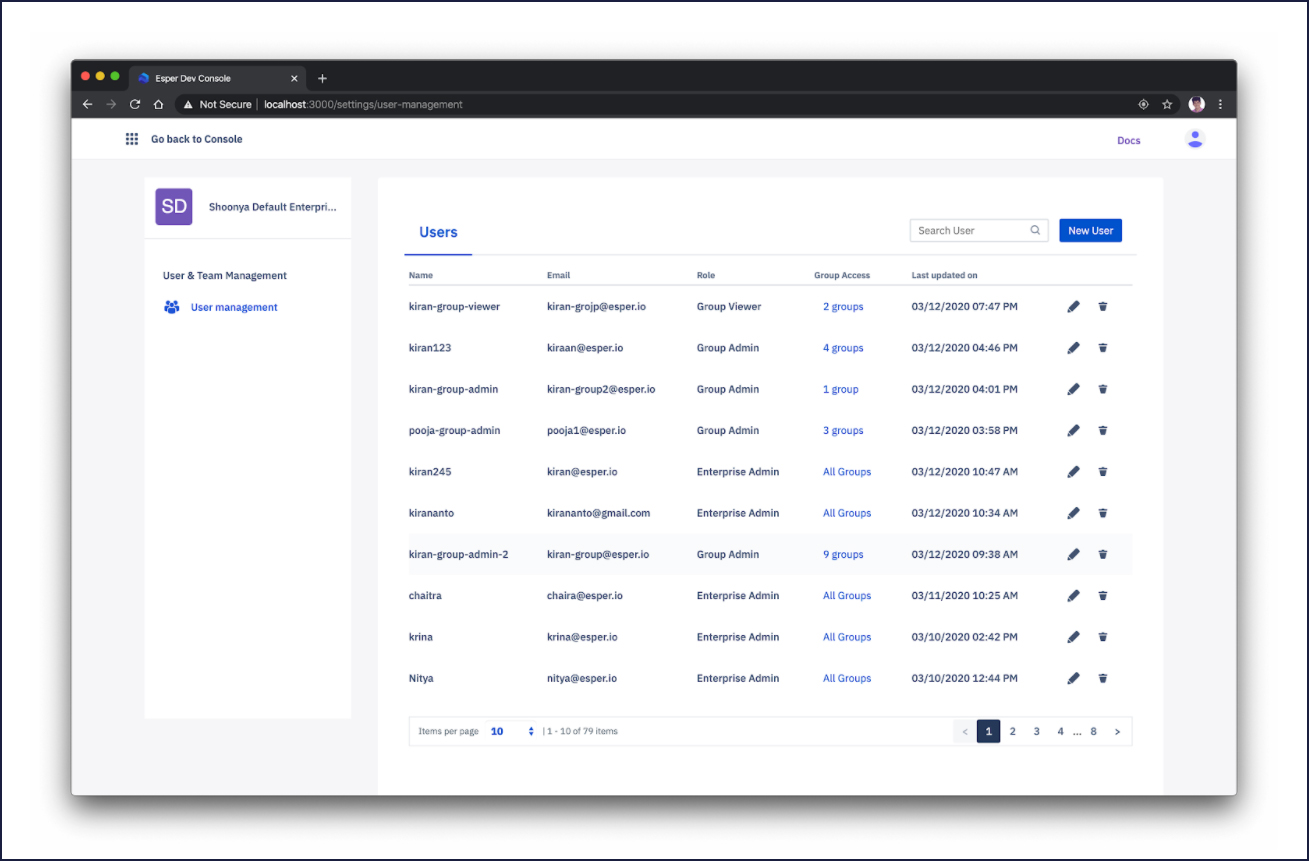 Esper Dev Console
Not Secure | localhost:3000/settings/user-management
Go back to Console
Docs
SD Shoonya Default Enterpri...
User & Team Management
User management
Users
Search User
New User
Name Email Role Group Access Last updated on
kiran-group-viewer kiran-grojp@esper.io Group Viewer 2 groups 03/12/2020 07:47 PM
kiran123 kiraan@esper.io Group Admin 4 groups 03/12/2020 04:46 PM
kiran-group-admin kiran-group2@esper.io Group Admin 1 group 03/12/2020 04:01 PM
pooja-group-admin pooja1@esper.io Group Admin 3 groups 03/12/2020 03:58 PM
kiran245 kiran@esper.io Enterprise Admin All Groups 03/12/2020 10:47 AM
kirananto kirananto@gmail.com Enterprise Admin All Groups 03/12/2020 10:34 AM
kiran-group-admin-2 kiran-group@esper.io Group Admin 9 groups 03/12/2020 09:38 AM
chaitra chaira@esper.io Enterprise Admin All Groups 03/11/2020 10:25 AM
krina krina@esper.io Enterprise Admin All Groups 03/10/2020 02:42 PM
Nitya nitya@esper.io Enterprise Admin All Groups 03/10/2020 12:44 PM
Items per page 10 | 1 - 10 of 79 items < 1 2 3 4 ... 8 >